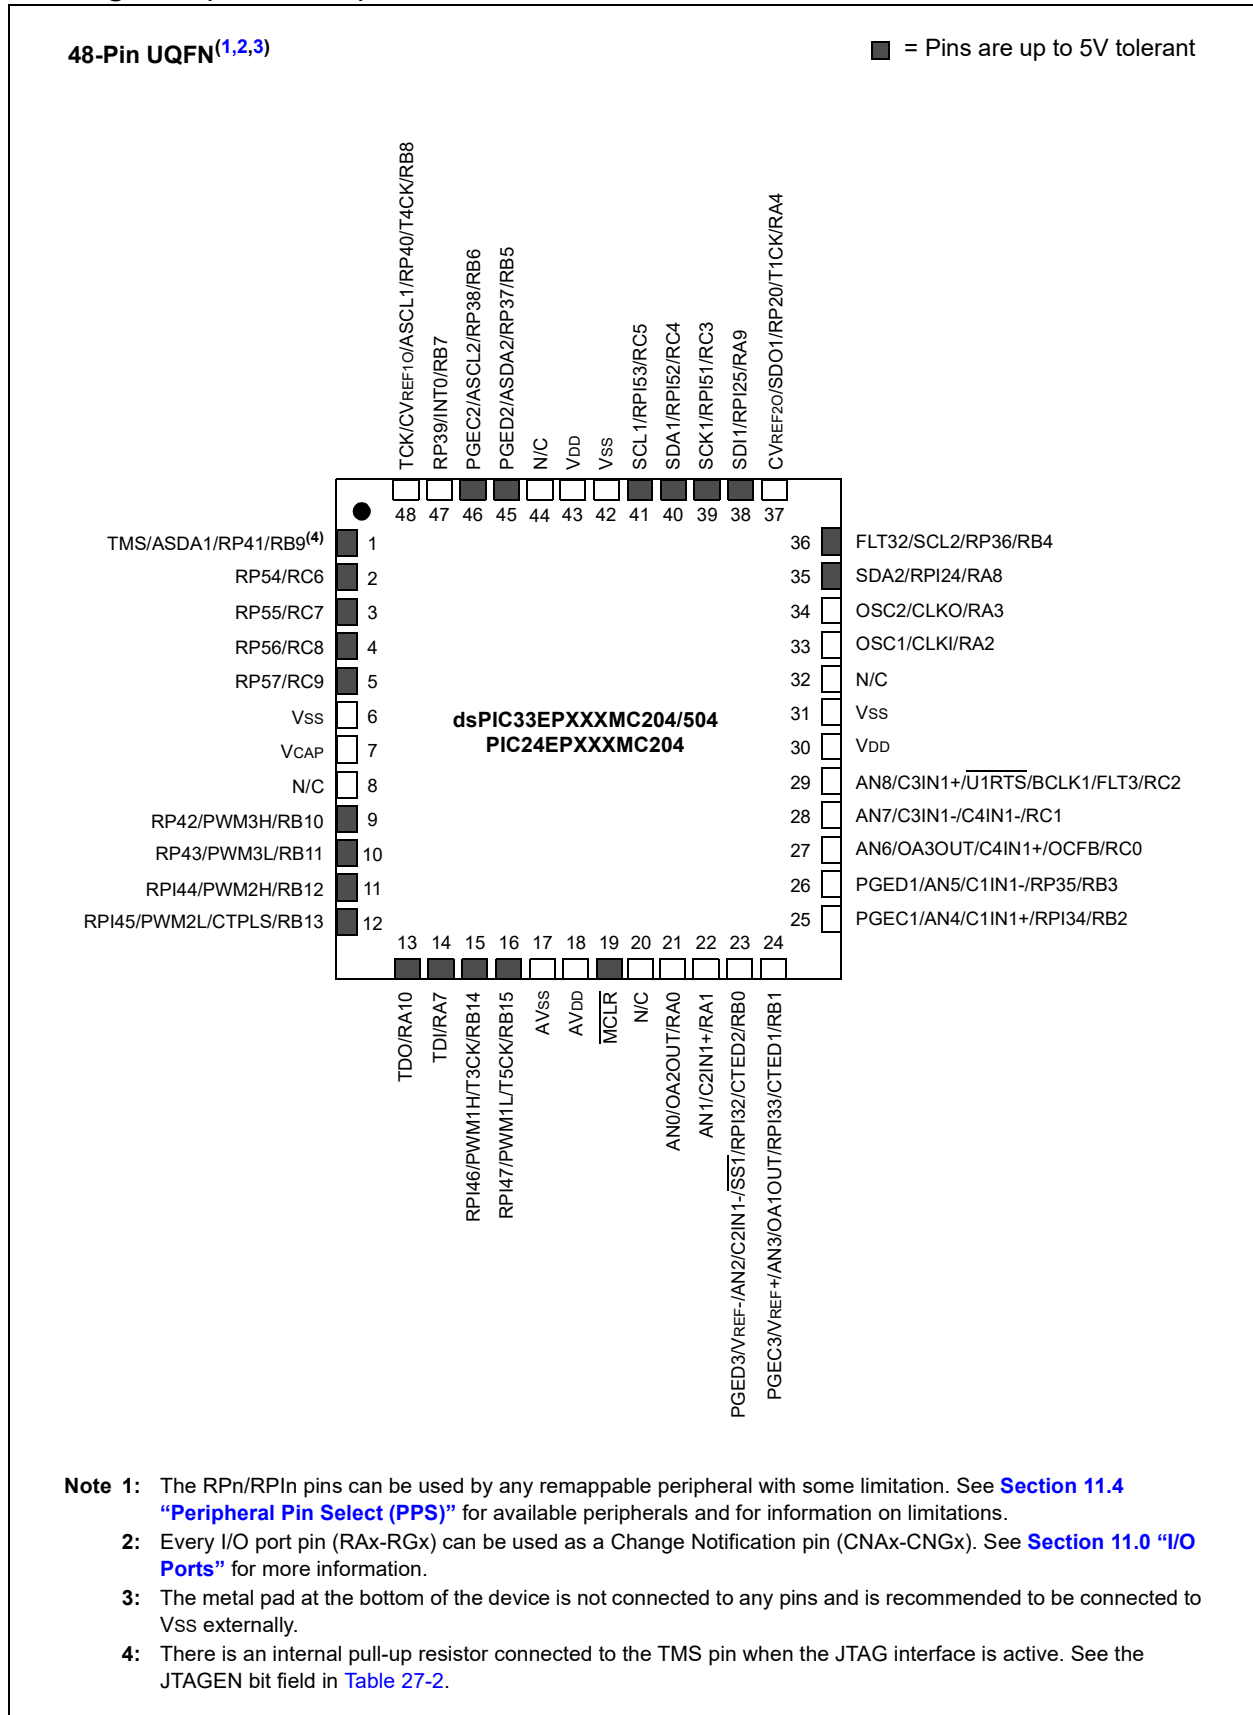 48-Pin UQFN(1,2,3)
= Pins are up to 5V tolerant
TCK/CVREF1O/ASCL1/RP40/T4CK/RB8
RP39/INT0/RB7
PGEC2/ASCL2/RP38/RB6
PGED2/ASDA2/RP37/RB5
N/C
VDD
VSS
SCL1/RPI53/RC5
SDA1/RPI52/RC4
SCK1/RPI51/RC3
SDI1/RPI25/RA9
CVREF2O/SDO1/RP20/T1CK/RA4
48 47 46 45 44 43 42 41 40 39 38 37
TMS/ASDA1/RP41/RB9(4) 1
RP54/RC6 2
RP55/RC7 3
RP56/RC8 4
RP57/RC9 5
VSS 6
VCAP 7
N/C 8
RP42/PWM3H/RB10 9
RP43/PWM3L/RB11 10
RPI44/PWM2H/RB12 11
RPI45/PWM2L/CTPLS/RB13 12
dsPIC33EPXXXMC204/504
PIC24EPXXXMC204
36 FLT32/SCL2/RP36/RB4
35 SDA2/RPI24/RA8
34 OSC2/CLKO/RA3
33 OSC1/CLKI/RA2
32 N/C
31 VSS
30 VDD
29 AN8/C3IN1+/U1RTS/BCLK1/FLT3/RC2
28 AN7/C3IN1-/C4IN1-/RC1
27 AN6/OA3OUT/C4IN1+/OCFB/RC0
26 PGED1/AN5/C1IN1-/RP35/RB3
25 PGEC1/AN4/C1IN1+/RPI34/RB2
13 14 15 16 17 18 19 20 21 22 23 24
TDO/RA10
TDI/RA7
RPI46/PWM1H/T3CK/RB14
RPI47/PWM1L/T5CK/RB15
AVSS
AVDD
MCLR
N/C
AN0/OA2OUT/RA0
AN1/C2IN1+/RA1
PGED3/VREF-/AN2/C2IN1-/SS1/RPI32/CTED2/RB0
PGEC3/VREF+/AN3/OA1OUT/RPI33/CTED1/RB1
Note 1: The RPn/RPIn pins can be used by any remappable peripheral with some limitation. See Section 11.4
“Peripheral Pin Select (PPS)” for available peripherals and for information on limitations.
2: Every I/O port pin (RAx-RGx) can be used as a Change Notification pin (CNAx-CNGx). See Section 11.0 “I/O
Ports” for more information.
3: The metal pad at the bottom of the device is not connected to any pins and is recommended to be connected to
VSS externally.
4: There is an internal pull-up resistor connected to the TMS pin when the JTAG interface is active. See the
JTAGEN bit field in Table 27-2.